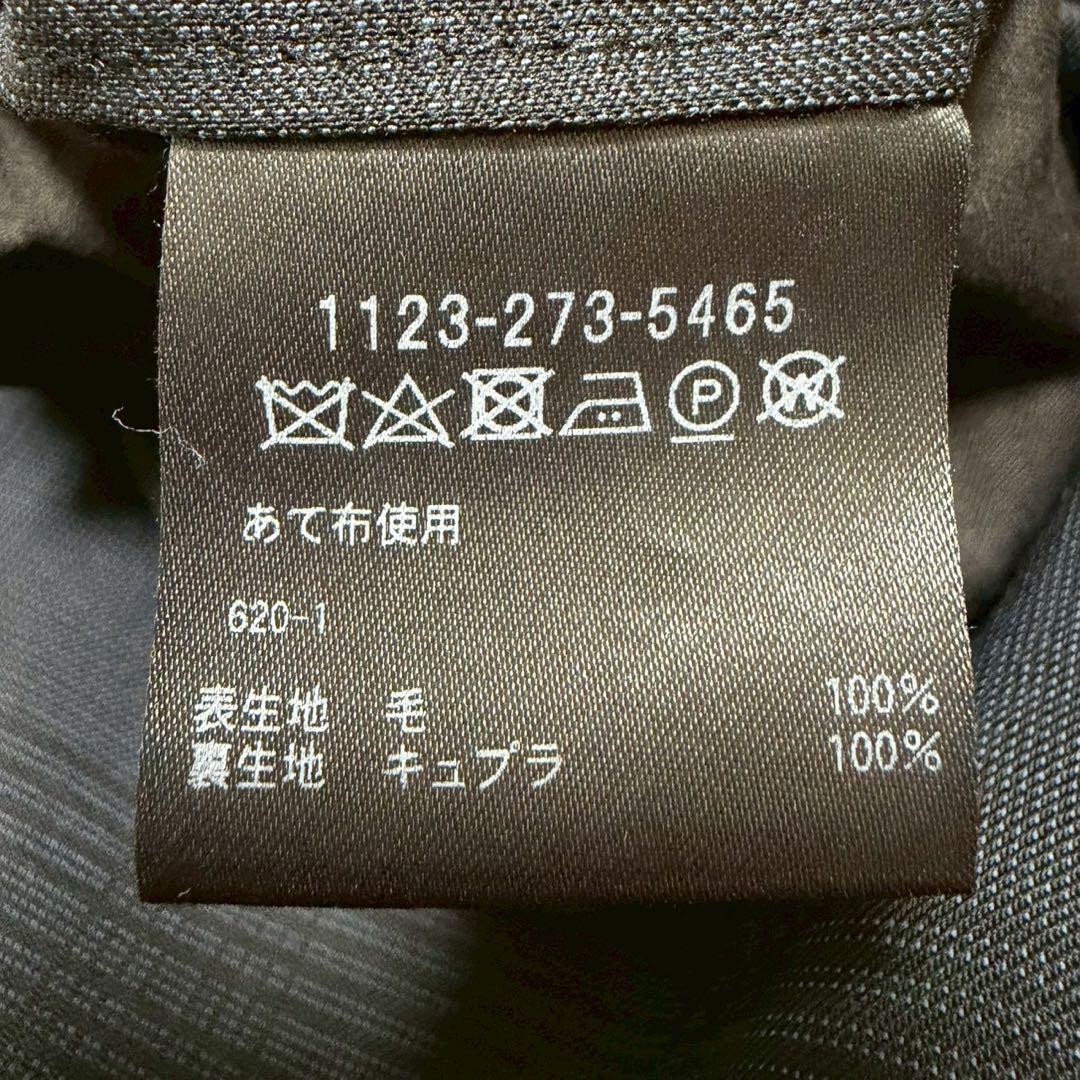 1123-273-5465
P W
あて布使用
620-1
表生地 毛 100%
裏生地 キュプラ 100%